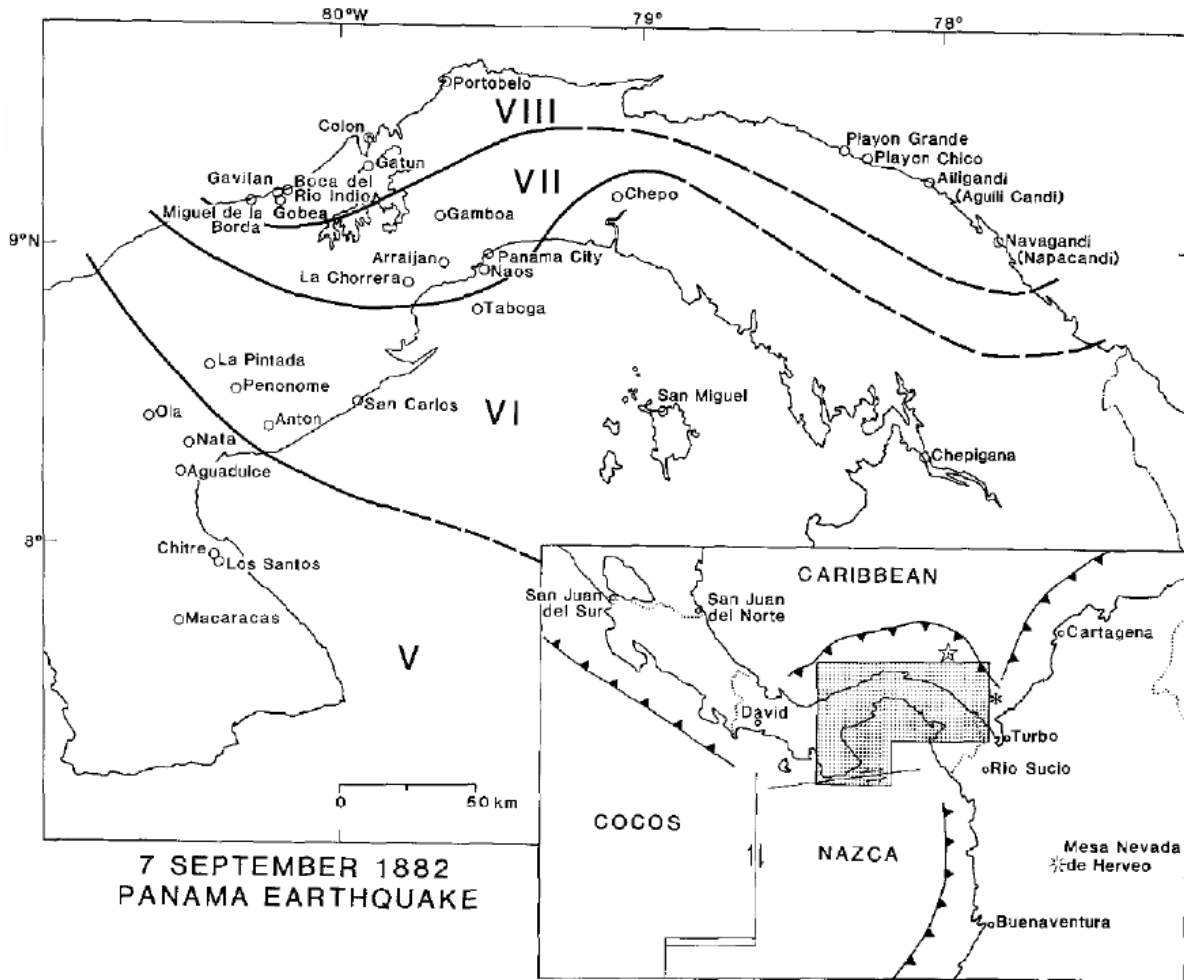 80°W
79°
78°
Portobelo
VIII
Colon
Playon Grande
Playon Chico
Gatun
Gavilan
Boca del
Rio Indio
VII
Ailigandi
(Aguili Candi)
Chepo
Miguel de la
Borda
Gobea
Gamboa
9°N
Navagandi
(Napacandi)
Arraijan
Panama City
Naos
La Chorrera
Taboga
La Pintada
Penonome
San Carlos
VI
San Miguel
Ola
Anton
Nata
Aguadulce
Chepigana
8°
Chitre
Los Santos
Macaracas
V
0
50 km
7 SEPTEMBER 1882
PANAMA EARTHQUAKE
CARIBBEAN
San Juan
del Sur
San Juan
del Norte
Cartagena
David
Turbo
Rio Sucio
COCOS
NAZCA
Mesa Nevada
de Herveo
Buenaventura